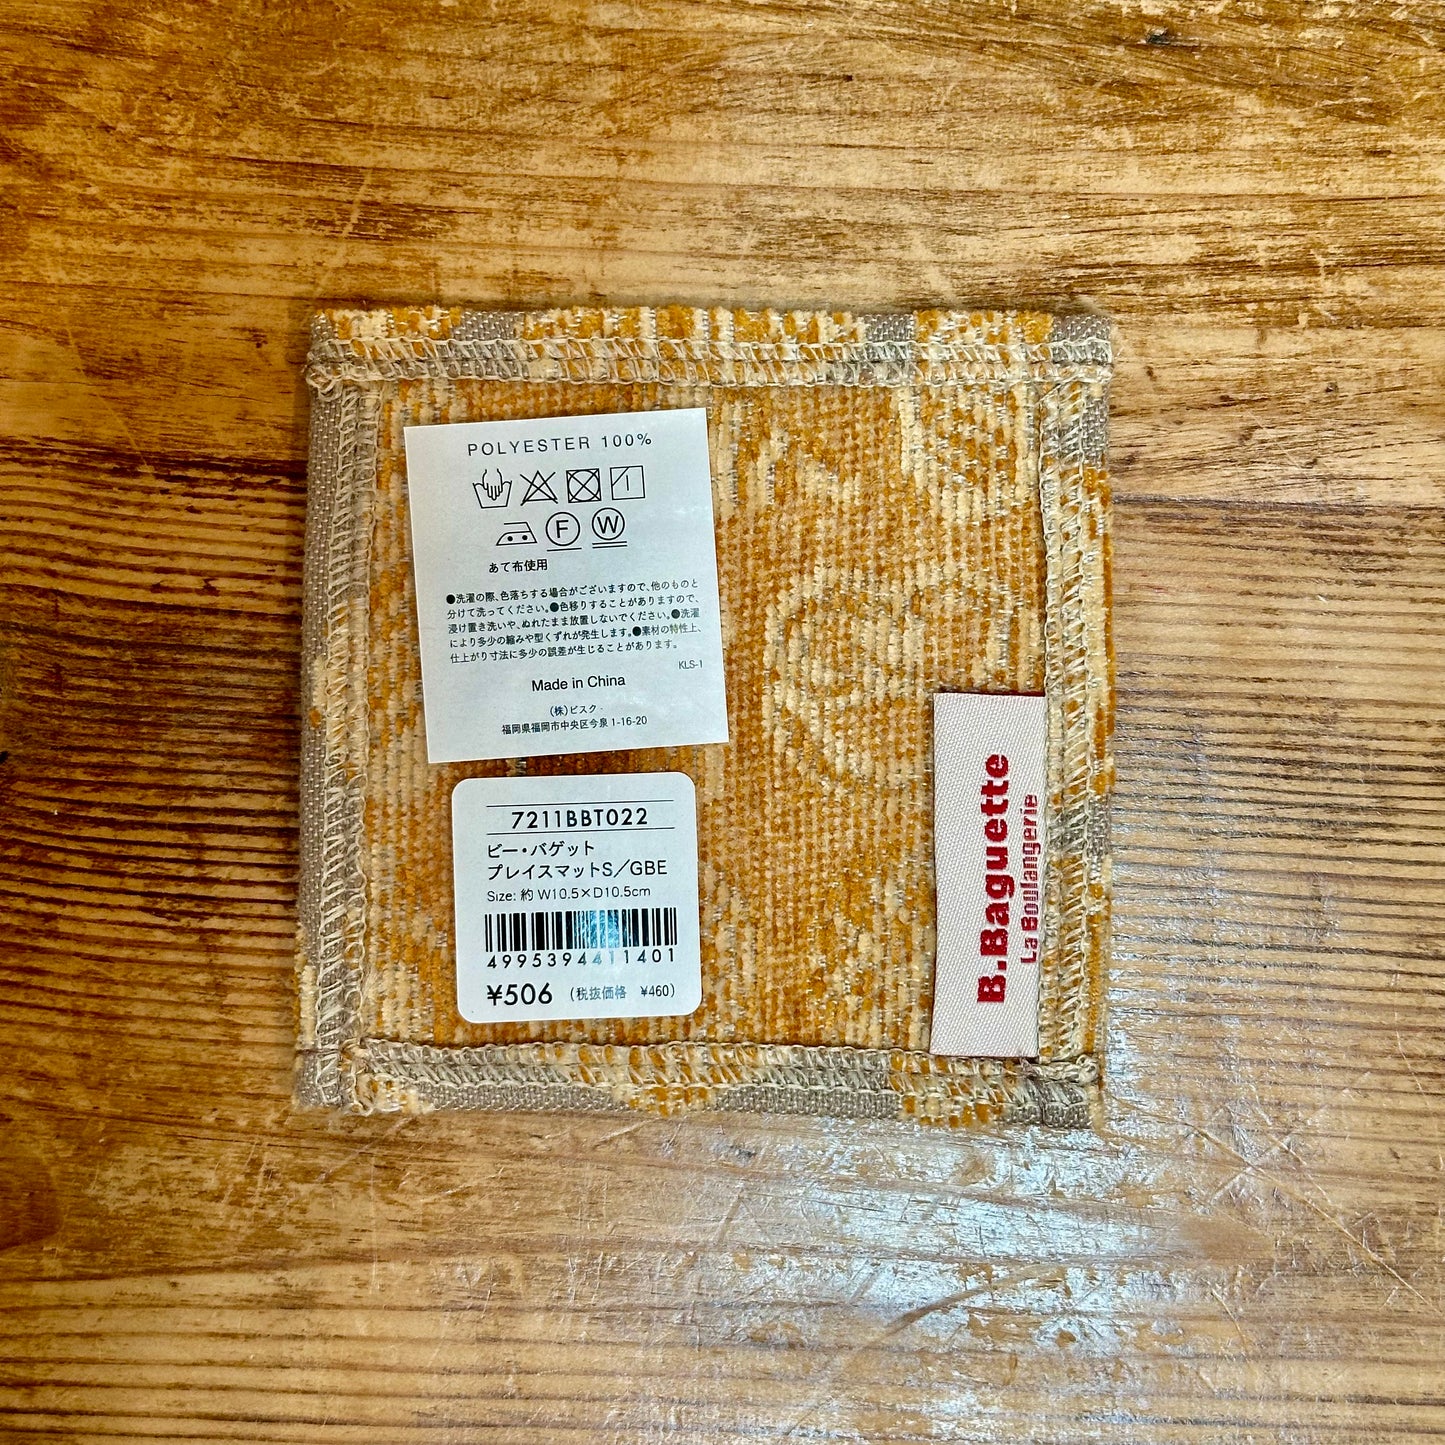 POLYESTER 100%
F W
あて布使用
●洗濯の際、色落ちする場合がございますので、他のものと
分けて洗ってください。●色移りすることがありますので、
浸け置き洗いや、ぬれたまま放置しないでください。●洗濯
により多少の縮みや型くずれが発生します。●素材の特性上、
仕上がり寸法に多少の誤差が生じることがあります。
KLS-1
Made in China
(株)ビスク
福岡県福岡市中央区今泉 1-16-20
7211BBT022
ビー・バゲット
プレイスマットS／GBE
Size: 約 W10.5×D10.5cm
4995394411401
¥506 (税抜価格 ¥460)
B.Baguette
La Boulangerie